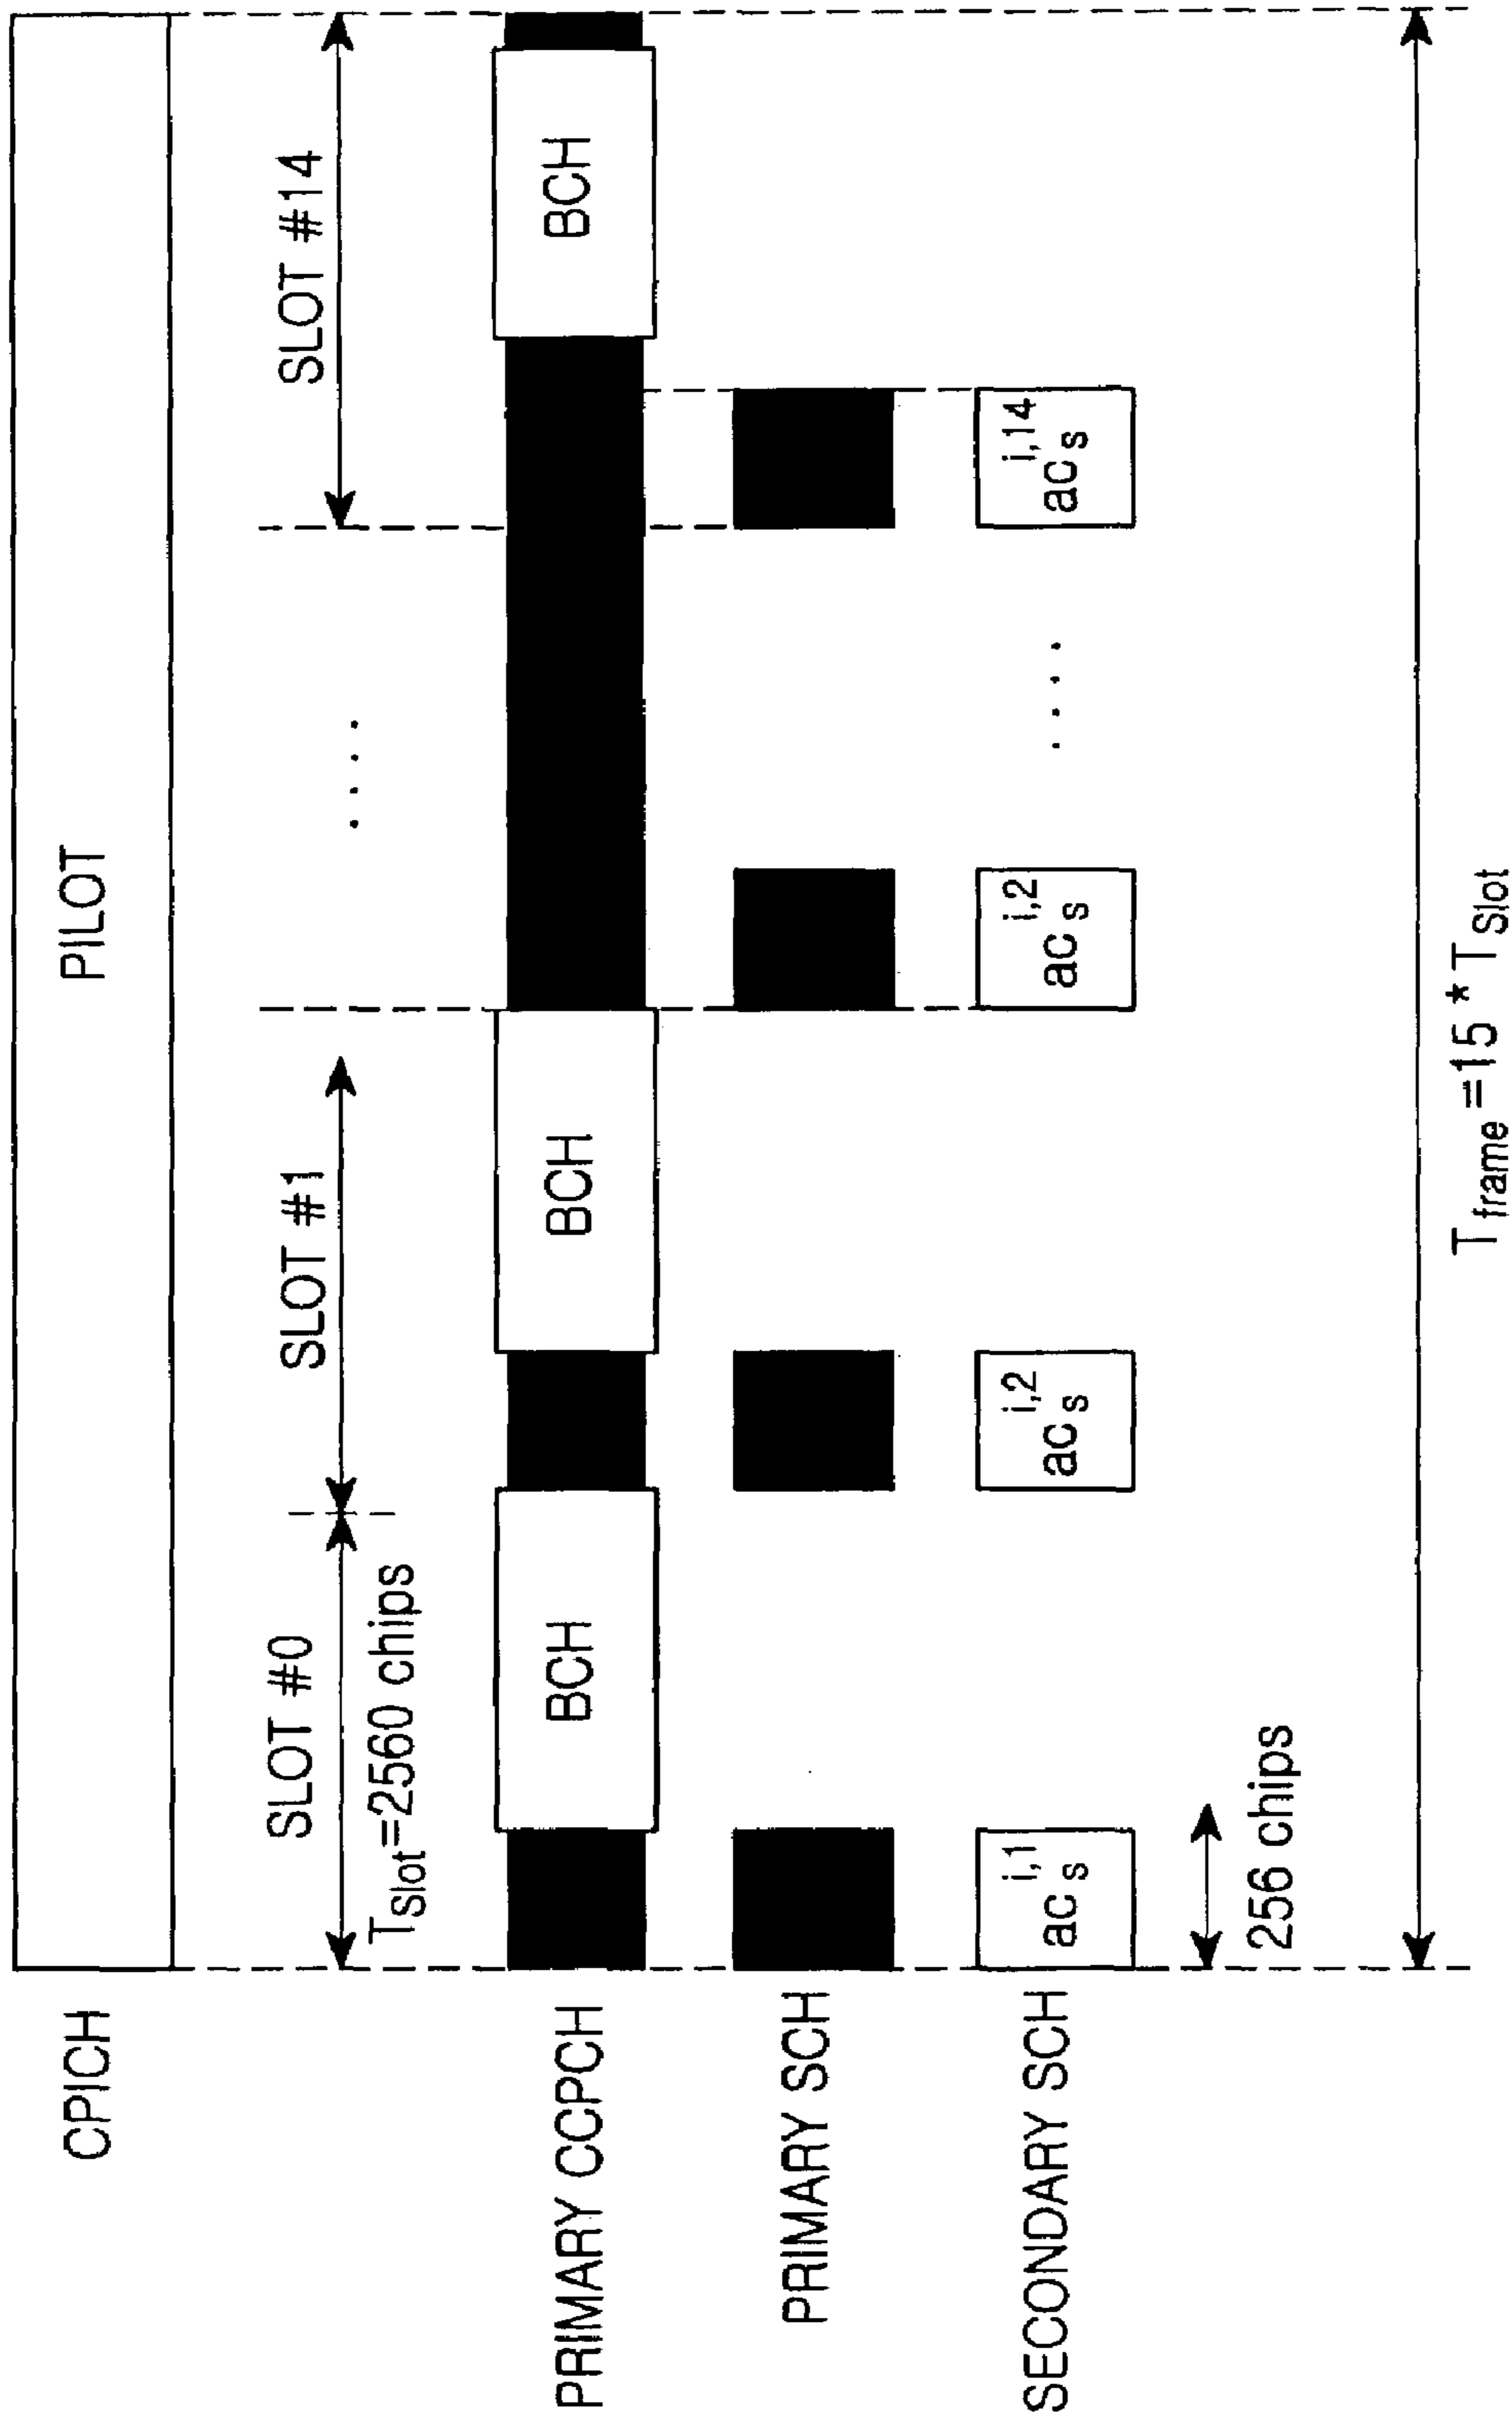 CPICH
PILOT
SLOT #0
SLOT #1
. . . .
SLOT #14
T_Slot=2560 chips
PRIMARY CCPCH
BCH
BCH
BCH
PRIMARY SCH
SECONDARY SCH
ac_s^i,1
ac_s^i,2
ac_s^i,2
. . . .
ac_s^i,14
256 chips
T_frame=15 * T_Slot